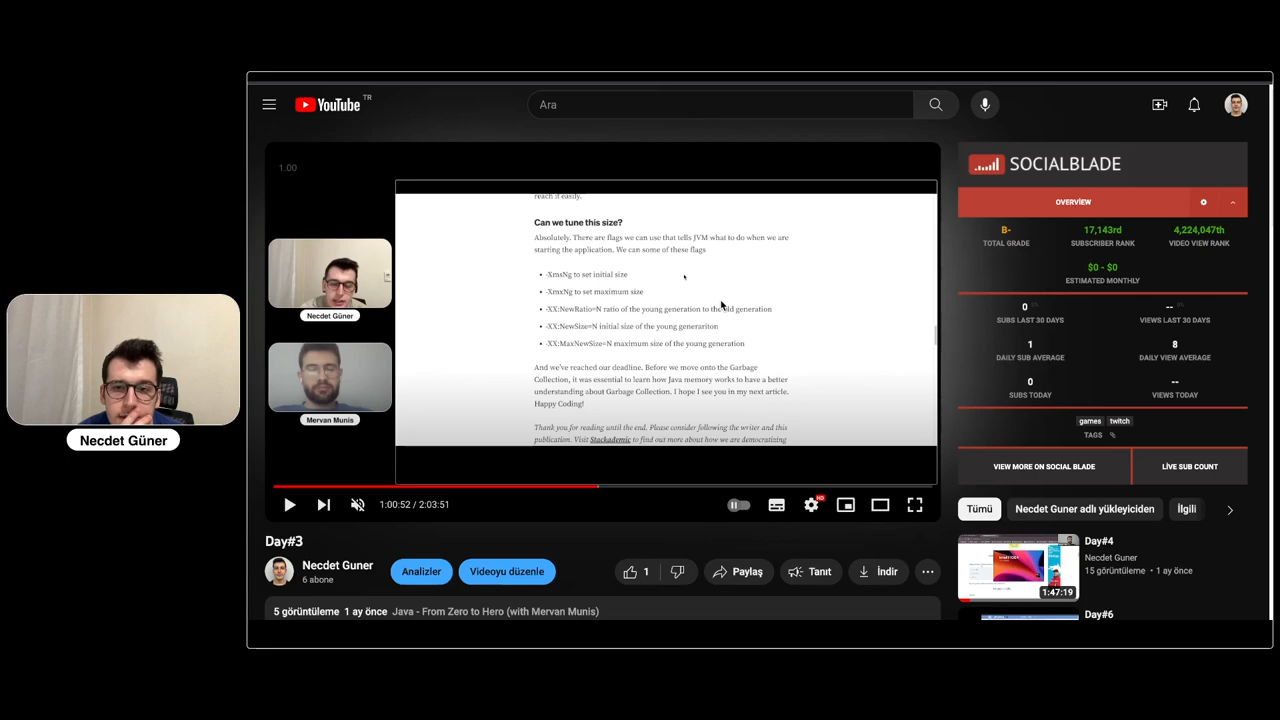 YouTube TR
Ara
1.00
reach it easily.
Can we tune this size?
Absolutely. There are flags we can use that tells JVM what to do when we are
starting the application. We can some of these flags
• -XmsNg to set initial size
• -XmxNg to set maximum size
• -XX:NewRatio=N ratio of the young generation to the old generation
• -XX:NewSize=N initial size of the young generariton
• -XX:MaxNewSize=N maximum size of the young generation
And we've reached our deadline. Before we move onto the Garbage
Collection, it was essential to learn how Java memory works to have a better
understanding about Garbage Collection. I hope I see you in my next article.
Happy Coding!
Thank you for reading until the end. Please consider following the writer and this
publication. Visit Stackademic to find out more about how we are democratizing
Necdet Güner
Mervan Munis
Necdet Güner
1:00:52 / 2:03:51
HD
Day#3
Necdet Guner
6 abone
Analizler
Videoyu düzenle
1
Paylaş
Tanıt
İndir
5 görüntüleme 1 ay önce Java - From Zero to Hero (with Mervan Munis)
SOCIALBLADE
OVERVİEW
B-
TOTAL GRADE
17,143rd
SUBSCRIBER RANK
4,224,047th
VIDEO VIEW RANK
$0 - $0
ESTIMATED MONTHLY
0 0%
SUBS LAST 30 DAYS
-- 0%
VIEWS LAST 30 DAYS
1
DAILY SUB AVERAGE
8
DAILY VIEW AVERAGE
0
SUBS TODAY
--
VIEWS TODAY
games twitch
TAGS
VIEW MORE ON SOCIAL BLADE
LİVE SUB COUNT
Tümü
Necdet Guner adlı yükleyiciden
İlgili
Day#4
Necdet Guner
15 görüntüleme • 1 ay önce
1:47:19
Day#6